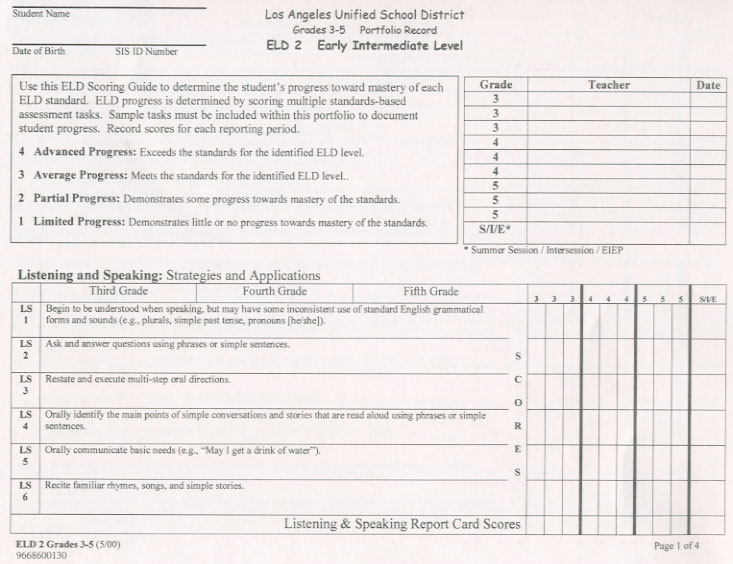 Student Name
Los Angeles Unified School District
Grades 3-5 Portfolio Record
ELD 2 Early Intermediate Level
Date of Birth SIS ID Number
Use this ELD Scoring Guide to determine the student's progress toward mastery of each
ELD standard. ELD progress is determined by scoring multiple standards-based
assessment tasks. Sample tasks must be included within this portfolio to document
student progress. Record scores for each reporting period.
4 Advanced Progress: Exceeds the standards for the identified ELD level.
3 Average Progress: Meets the standards for the identified ELD level..
2 Partial Progress: Demonstrates some progress towards mastery of the standards.
1 Limited Progress: Demonstrates little or no progress towards mastery of the standards.
Grade Teacher Date
3
3
3
4
4
4
5
5
5
S/I/E*
* Summer Session / Intersession / EIEP
Listening and Speaking: Strategies and Applications
Third Grade Fourth Grade Fifth Grade
3 3 3 4 4 4 5 5 5 S/I/E
LS 1 Begin to be understood when speaking, but may have some inconsistent use of standard English grammatical
forms and sounds (e.g., plurals, simple past tense, pronouns [he/she]).
LS 2 Ask and answer questions using phrases or simple sentences.
LS 3 Restate and execute multi-step oral directions.
LS 4 Orally identify the main points of simple conversations and stories that are read aloud using phrases or simple
sentences.
LS 5 Orally communicate basic needs (e.g., "May I get a drink of water").
LS 6 Recite familiar rhymes, songs, and simple stories.
S
C
O
R
E
S
Listening & Speaking Report Card Scores
ELD 2 Grades 3-5 (5/00)
9668600130
Page 1 of 4